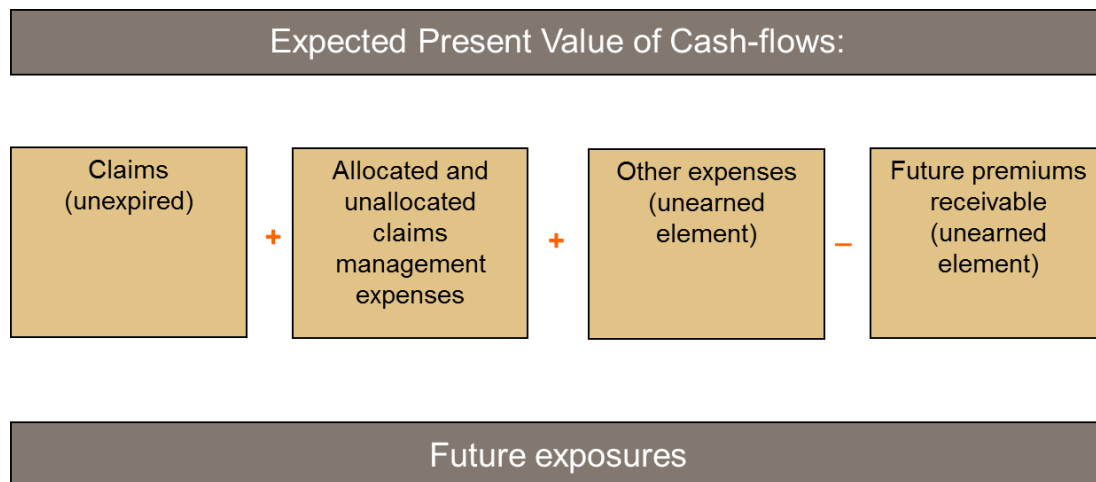 Expected Present Value of Cash-flows:
Claims
(unexpired)
+
Allocated and
unallocated
claims
management
expenses
+
Other expenses
(unearned
element)
–
Future premiums
receivable
(unearned
element)
Future exposures